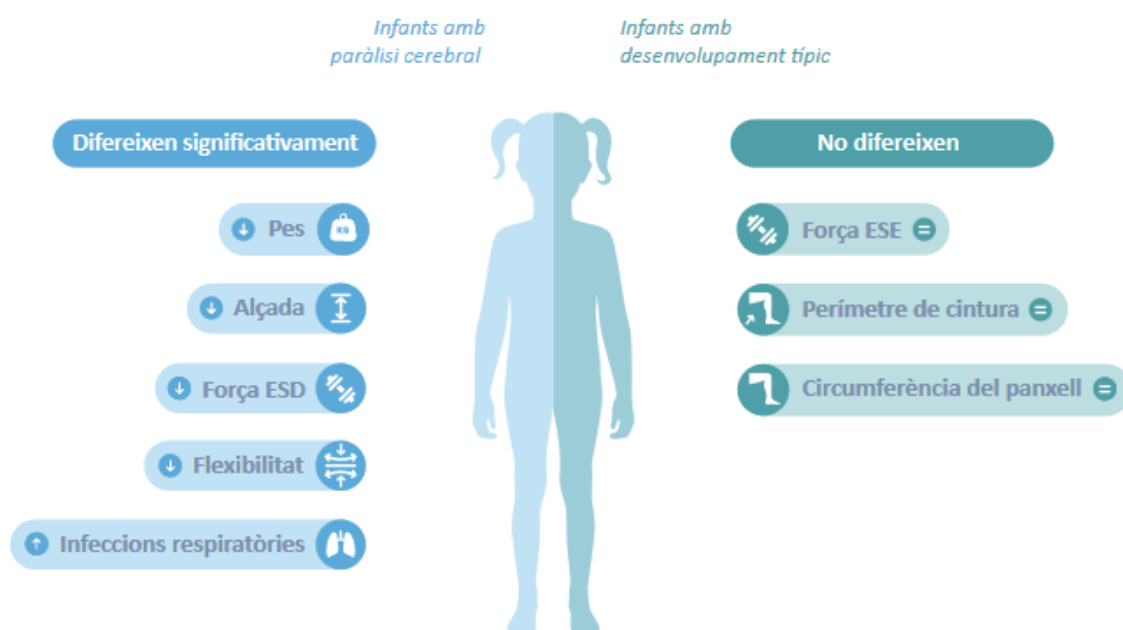 Infants amb
paràlisi cerebral
Infants amb
desenvolupament típic
Difereixen significativament
Pes
KG
Alçada
Força ESD
Flexibilitat
Infeccions respiratòries
No difereixen
Força ESE
Perímetre de cintura
Circumferència del panxell